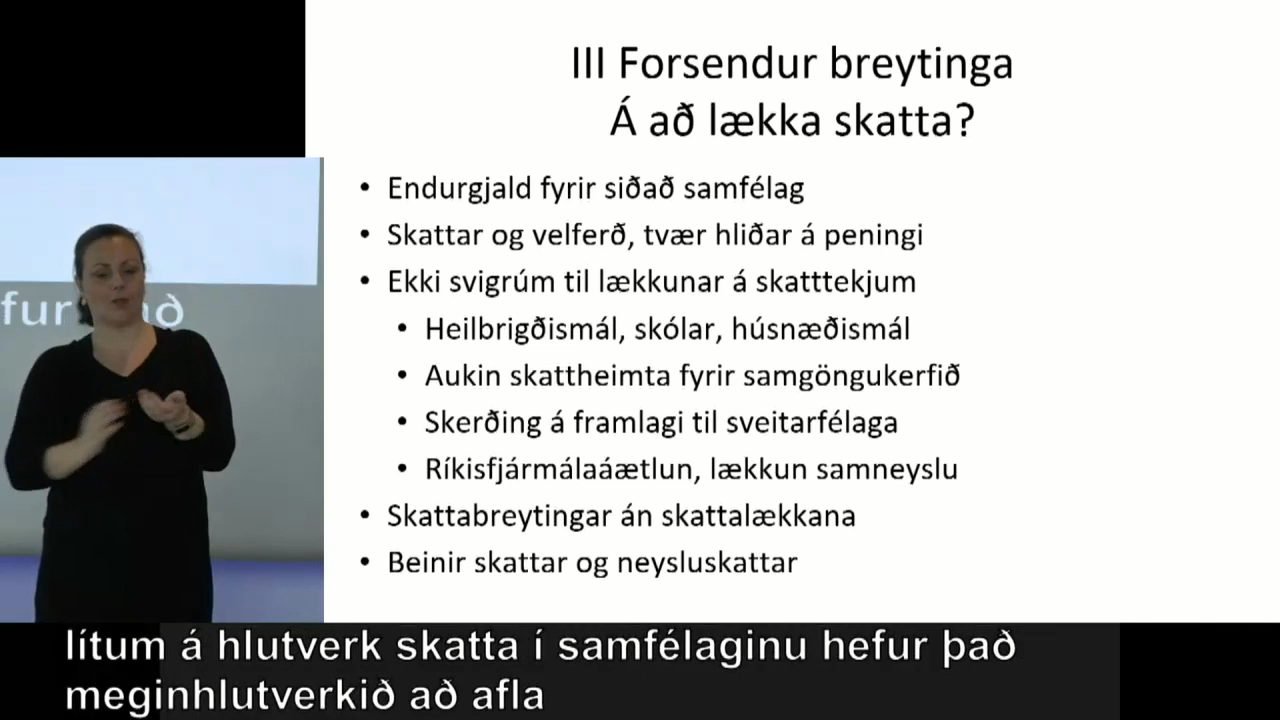 III Forsendur breytinga
Á að lækka skatta?
• Endurgjald fyrir siðað samfélag
• Skattar og velferð, tvær hliðar á peningi
• Ekki svigrúm til lækkunar á skatttekjum
• Heilbrigðismál, skólar, húsnæðismál
• Aukin skattheimta fyrir samgöngukerfið
• Skerðing á framlagi til sveitarfélaga
• Ríkisfjármálaáætlun, lækkun samneyslu
• Skattabreytingar án skattalækkana
• Beinir skattar og neysluskattar
lítum á hlutverk skatta í samfélaginu hefur það
meginhlutverkið að afla